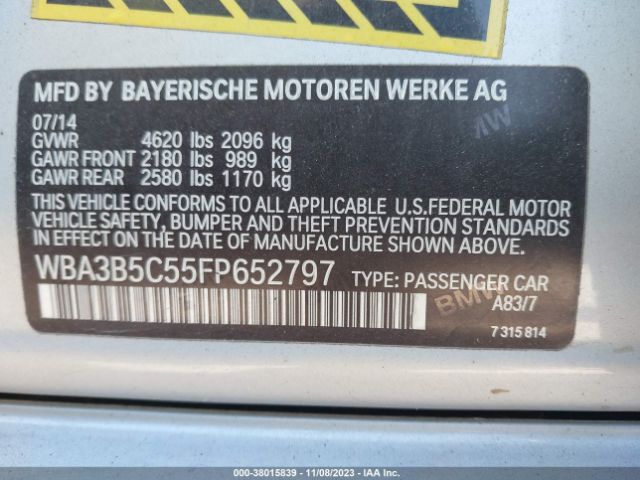 MFD BY BAYERISCHE MOTOREN WERKE AG
07/14
GVWR 4620 lbs 2096 kg
GAWR FRONT 2180 lbs 989 kg
GAWR REAR 2580 lbs 1170 kg
THIS VEHICLE CONFORMS TO ALL APPLICABLE U.S.FEDERAL MOTOR
VEHICLE SAFETY, BUMPER AND THEFT PREVENTION STANDARDS
IN EFFECT ON THE DATE OF MANUFACTURE SHOWN ABOVE.
WBA3B5C55FP652797 TYPE: PASSENGER CAR
BMW A83/7
7 315 814
000-38015839 - 11/08/2023 - IAA Inc.